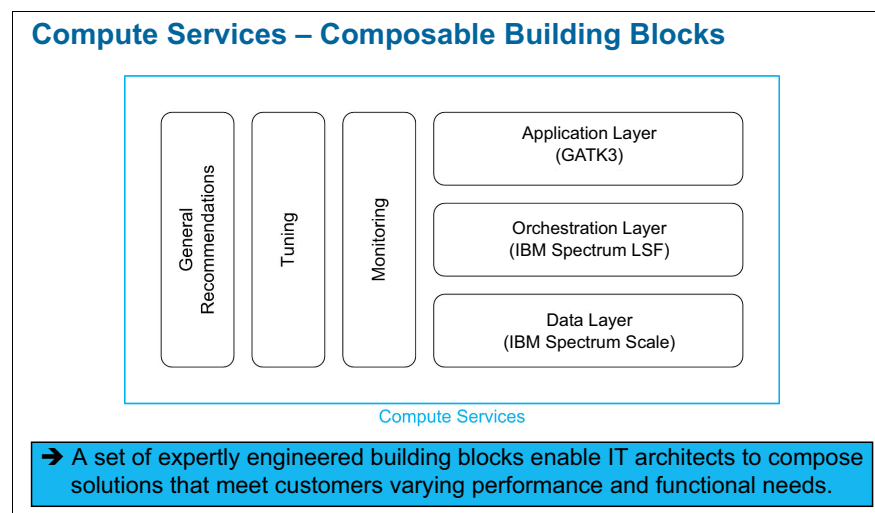 Compute Services – Composable Building Blocks
General
Recommendations
Tuning
Monitoring
Application Layer
(GATK3)
Orchestration Layer
(IBM Spectrum LSF)
Data Layer
(IBM Spectrum Scale)
Compute Services
➔ A set of expertly engineered building blocks enable IT architects to compose
solutions that meet customers varying performance and functional needs.